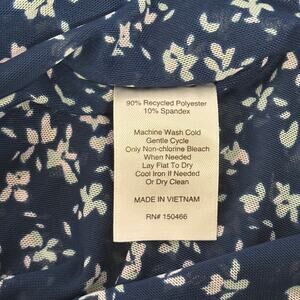 90% Recycled Polyester
10% Spandex
Machine Wash Cold
Gentle Cycle
Only Non-chlorine Bleach
When Needed
Lay Flat To Dry
Cool Iron If Needed
Or Dry Clean
MADE IN VIETNAM
RN# 150466